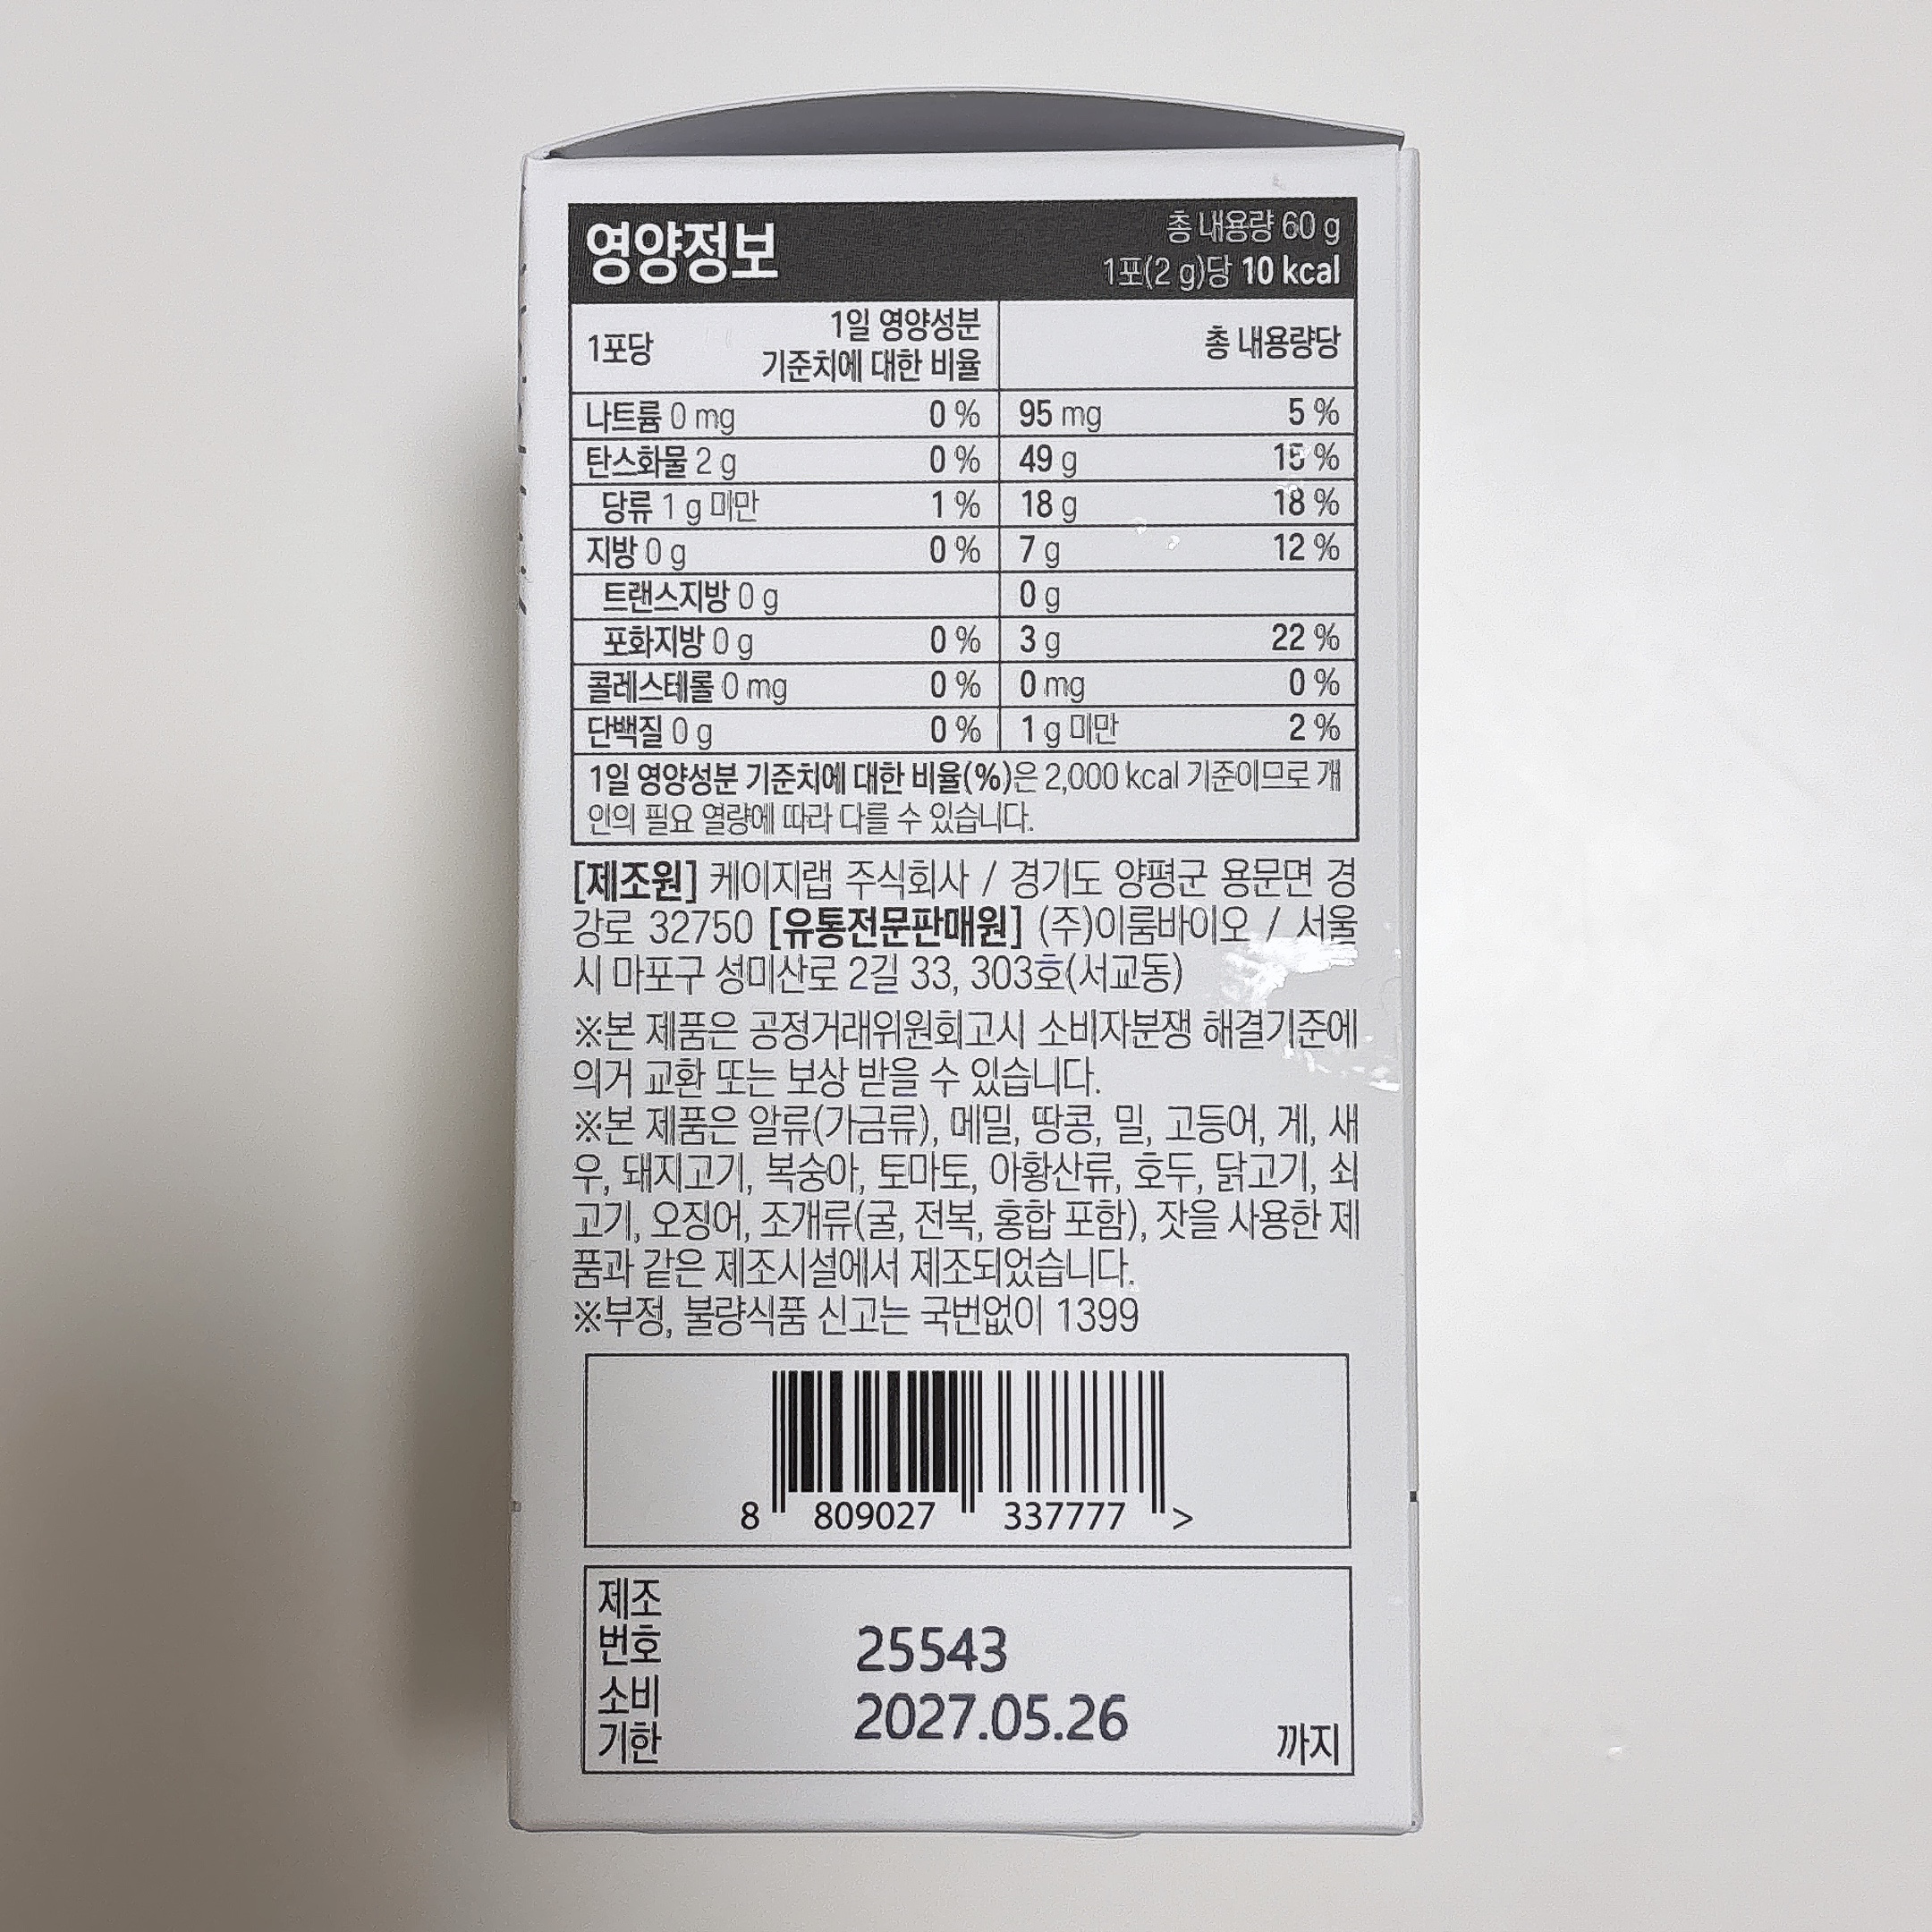 영양정보
총 내용량 60 g
1포(2 g)당 10 kcal
1포당 1일 영양성분 기준치에 대한 비율 총 내용량당
나트륨 0 mg 0 % 95 mg 5 %
탄스화물 2 g 0 % 49 g 15 %
당류 1 g 미만 1 % 18 g 18 %
지방 0 g 0 % 7 g 12 %
트랜스지방 0 g 0 g
포화지방 0 g 0 % 3 g 22 %
콜레스테롤 0 mg 0 % 0 mg 0 %
단백질 0 g 0 % 1 g 미만 2 %
1일 영양성분 기준치에 대한 비율(%)은 2,000 kcal 기준이므로 개
인의 필요 열량에 따라 다를 수 있습니다.
[제조원] 케이지랩 주식회사 / 경기도 양평군 용문면 경
강로 32750 [유통전문판매원] (주)이룸바이오 / 서울
시 마포구 성미산로 2길 33, 303호(서교동)
※본 제품은 공정거래위원회고시 소비자분쟁 해결기준에
의거 교환 또는 보상 받을 수 있습니다.
※본 제품은 알류(가금류), 메밀, 땅콩, 밀, 고등어, 게, 새
우, 돼지고기, 복숭아, 토마토, 아황산류, 호두, 닭고기, 쇠
고기, 오징어, 조개류(굴, 전복, 홍합 포함), 잣을 사용한 제
품과 같은 제조시설에서 제조되었습니다.
※부정, 불량식품 신고는 국번없이 1399
8 809027 337777 >
제조
번호 25543
소비
기한 2027.05.26 까지